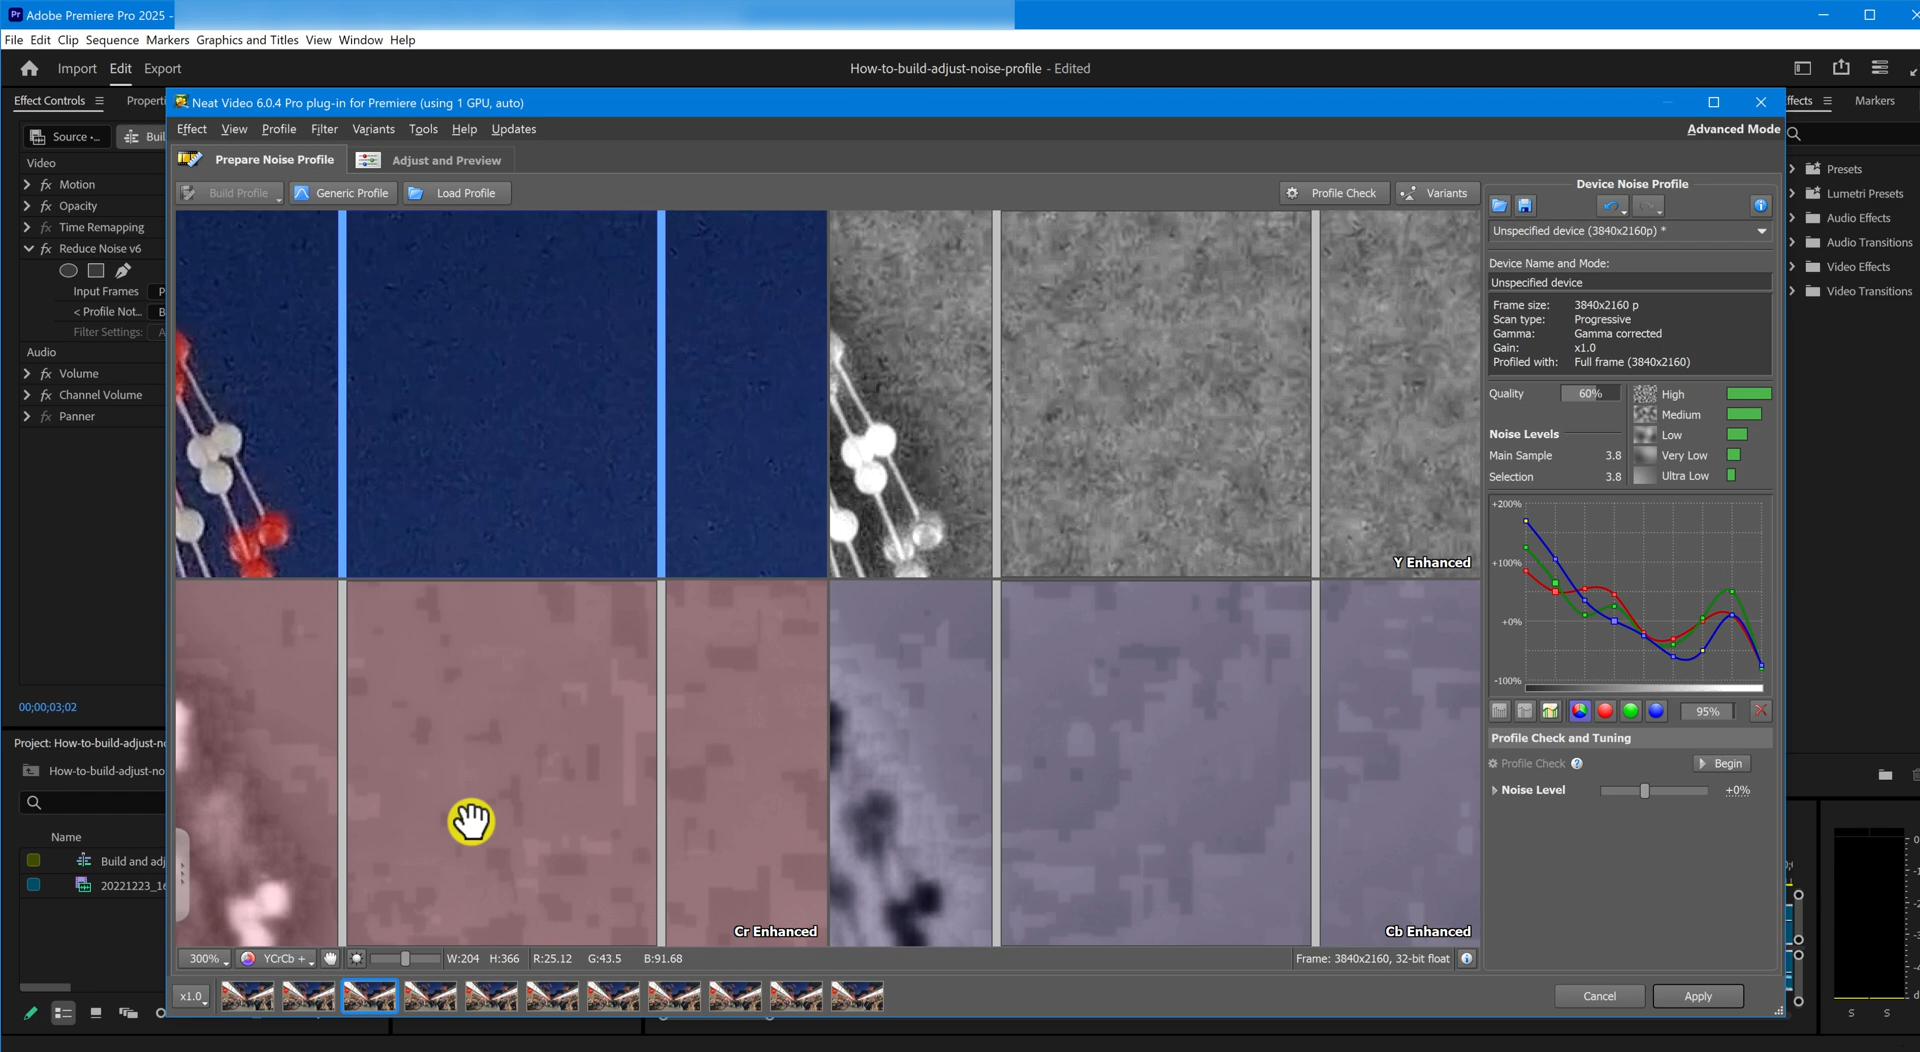 Adobe Premiere Pro 2025 -
File Edit Clip Sequence Markers Graphics and Titles View Window Help
Import Edit Export
How-to-build-adjust-noise-profile - Edited
Effect Controls
Markers
Neat Video 6.0.4 Pro plug-in for Premiere (using 1 GPU, auto)
Effect View Profile Filter Variants Tools Help Updates
Advanced Mode
Source
Video
fx Motion
fx Opacity
fx Time Remapping
fx Reduce Noise v6
Input Frames
< Profile Not...
Filter Settings:
Audio
fx Volume
fx Channel Volume
fx Panner
00;00;03;02
Project: How-to-build-adjust-no
How-to-build-adjust-no
Name
Build and adj
20221223_16
Prepare Noise Profile
Adjust and Preview
Build Profile
Generic Profile
Load Profile
Profile Check
Variants
Y Enhanced
Cr Enhanced
Cb Enhanced
300%
YCrCb +
W:204 H:366 R:25.12 G:43.5 B:91.68
Frame: 3840x2160, 32-bit float
x1.0
Cancel
Apply
Device Noise Profile
Unspecified device (3840x2160p) *
Device Name and Mode:
Unspecified device
Frame size: 3840x2160 p
Scan type: Progressive
Gamma: Gamma corrected
Gain: x1.0
Profiled with: Full frame (3840x2160)
Quality 60%
High
Medium
Low
Very Low
Ultra Low
Noise Levels
Main Sample 3.8
Selection 3.8
+200%
+100%
+0%
-100%
95%
Profile Check and Tuning
Profile Check
Begin
Noise Level +0%
Presets
Lumetri Presets
Audio Effects
Audio Transitions
Video Effects
Video Transitions
S S